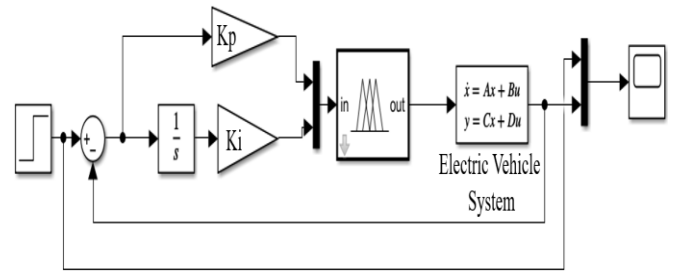 Kp
+
−
1
s
Ki
in
out
ẋ = Ax + Bu
y = Cx + Du
Electric Vehicle
System